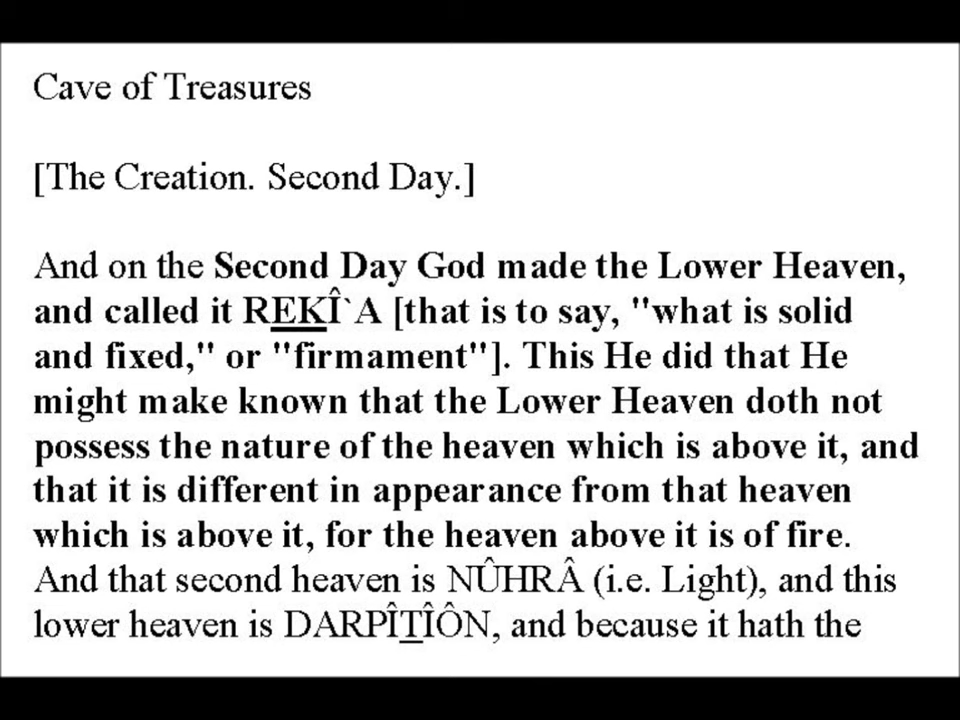 Cave of Treasures
[The Creation. Second Day.]
And on the Second Day God made the Lower Heaven,
and called it REKÎ`A [that is to say, "what is solid
and fixed," or "firmament"]. This He did that He
might make known that the Lower Heaven doth not
possess the nature of the heaven which is above it, and
that it is different in appearance from that heaven
which is above it, for the heaven above it is of fire.
And that second heaven is NÛHRÂ (i.e. Light), and this
lower heaven is DARPÎṮÎÔN, and because it hath the